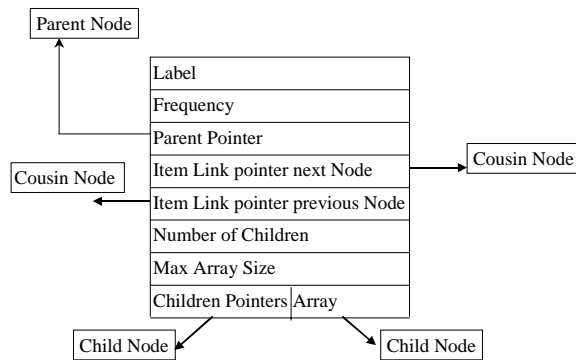 Parent Node
Label
Frequency
Parent Pointer
Item Link pointer next Node
Cousin Node
Cousin Node
Item Link pointer previous Node
Number of Children
Max Array Size
Children Pointers Array
Child Node
Child Node